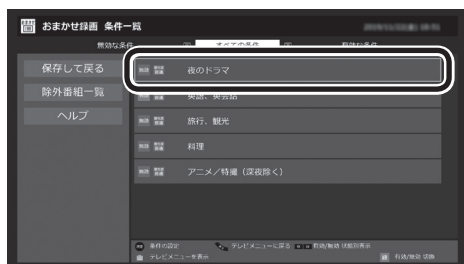 おまかせ録画 条件一覧
無効な条件 すべての条件 有効な条件
保存して戻る
除外番組一覧
ヘルプ
夜のドラマ
英語、英会話
旅行、観光
料理
アニメ／特撮（深夜除く）
条件の設定 テレビメニューに戻る 有効/無効 状態別表示
テレビメニューを表示 有効/無効 切換